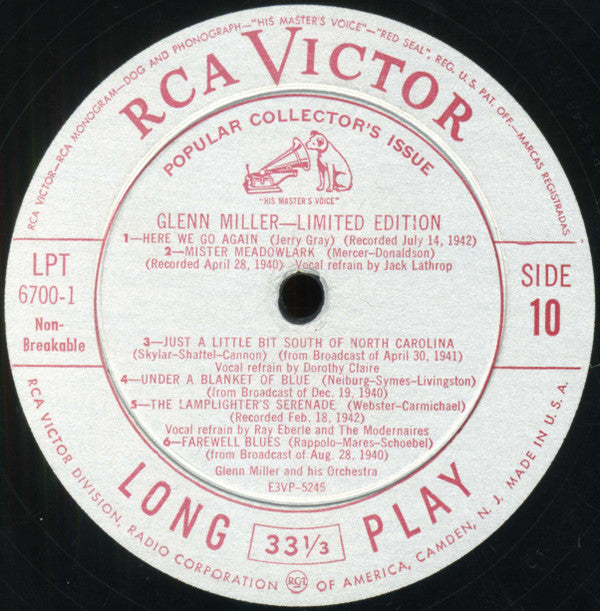 RCA VICTOR—RCA MONOGRAM—DOG AND PHONOGRAPH—"HIS MASTER'S VOICE"—"RED SEAL", REG. U. S. PAT. OFF.—MARCAS REGISTRADAS
RCA VICTOR
POPULAR COLLECTOR'S ISSUE
"HIS MASTER'S VOICE"
GLENN MILLER—LIMITED EDITION
1—HERE WE GO AGAIN (Jerry Gray) (Recorded July 14, 1942)
2—MISTER MEADOWLARK (Mercer-Donaldson)
(Recorded April 28, 1940) Vocal refrain by Jack Lathrop
LPT
6700-1
Non-
Breakable
SIDE
10
3—JUST A LITTLE BIT SOUTH OF NORTH CAROLINA
(Skylar-Shaftel-Cannon) (from Broadcast of April 30, 1941)
Vocal refrain by Dorothy Claire
4—UNDER A BLANKET OF BLUE (Neiburg-Symes-Livingston)
(from Broadcast of Dec. 19, 1940)
5—THE LAMPLIGHTER'S SERENADE (Webster-Carmichael)
(Recorded Feb. 18, 1942)
Vocal refrain by Ray Eberle and The Modernaires
6—FAREWELL BLUES (Rappolo-Mares-Schoebel)
(from Broadcast of Aug. 28, 1940)
Glenn Miller and his Orchestra
E3VP-5245
LONG 33 1/3 PLAY
RCA VICTOR DIVISION, RADIO CORPORATION RCA OF AMERICA, CAMDEN, N. J. MADE IN U. S. A.